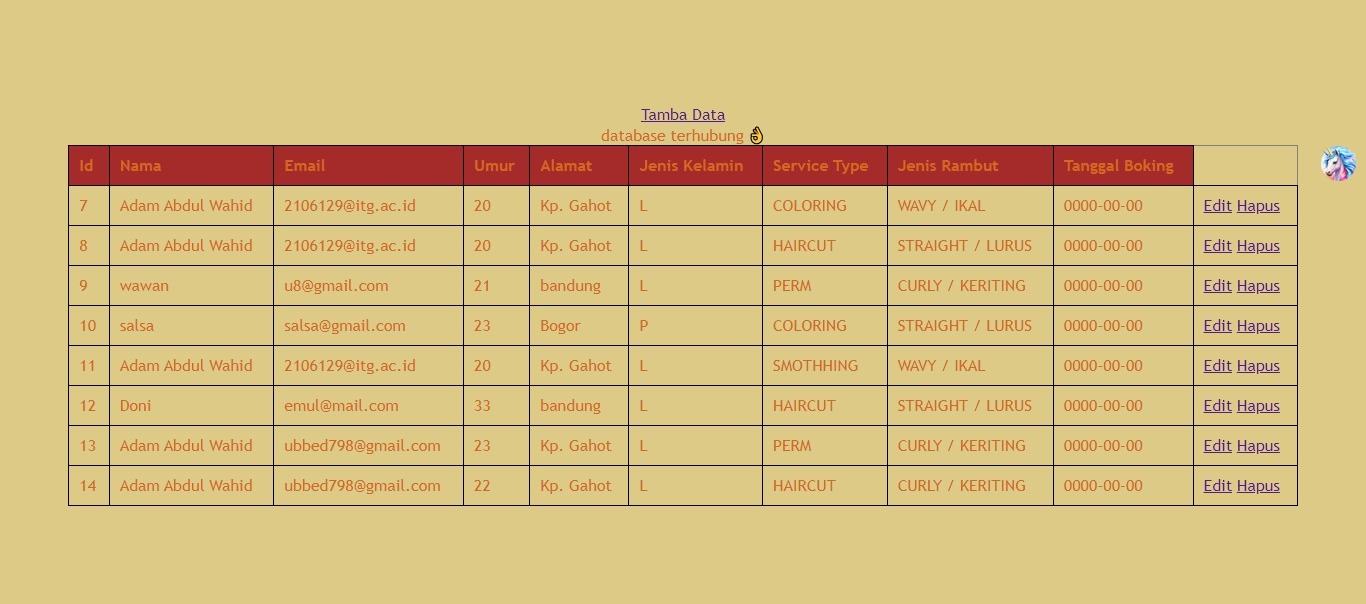 Tamba Data
database terhubung 👌
Id Nama Email Umur Alamat Jenis Kelamin Service Type Jenis Rambut Tanggal Boking
7 Adam Abdul Wahid 2106129@itg.ac.id 20 Kp. Gahot L COLORING WAVY / IKAL 0000-00-00 Edit Hapus
8 Adam Abdul Wahid 2106129@itg.ac.id 20 Kp. Gahot L HAIRCUT STRAIGHT / LURUS 0000-00-00 Edit Hapus
9 wawan u8@gmail.com 21 bandung L PERM CURLY / KERITING 0000-00-00 Edit Hapus
10 salsa salsa@gmail.com 23 Bogor P COLORING STRAIGHT / LURUS 0000-00-00 Edit Hapus
11 Adam Abdul Wahid 2106129@itg.ac.id 20 Kp. Gahot L SMOTHHING WAVY / IKAL 0000-00-00 Edit Hapus
12 Doni emul@mail.com 33 bandung L HAIRCUT STRAIGHT / LURUS 0000-00-00 Edit Hapus
13 Adam Abdul Wahid ubbed798@gmail.com 23 Kp. Gahot L PERM CURLY / KERITING 0000-00-00 Edit Hapus
14 Adam Abdul Wahid ubbed798@gmail.com 22 Kp. Gahot L HAIRCUT CURLY / KERITING 0000-00-00 Edit Hapus